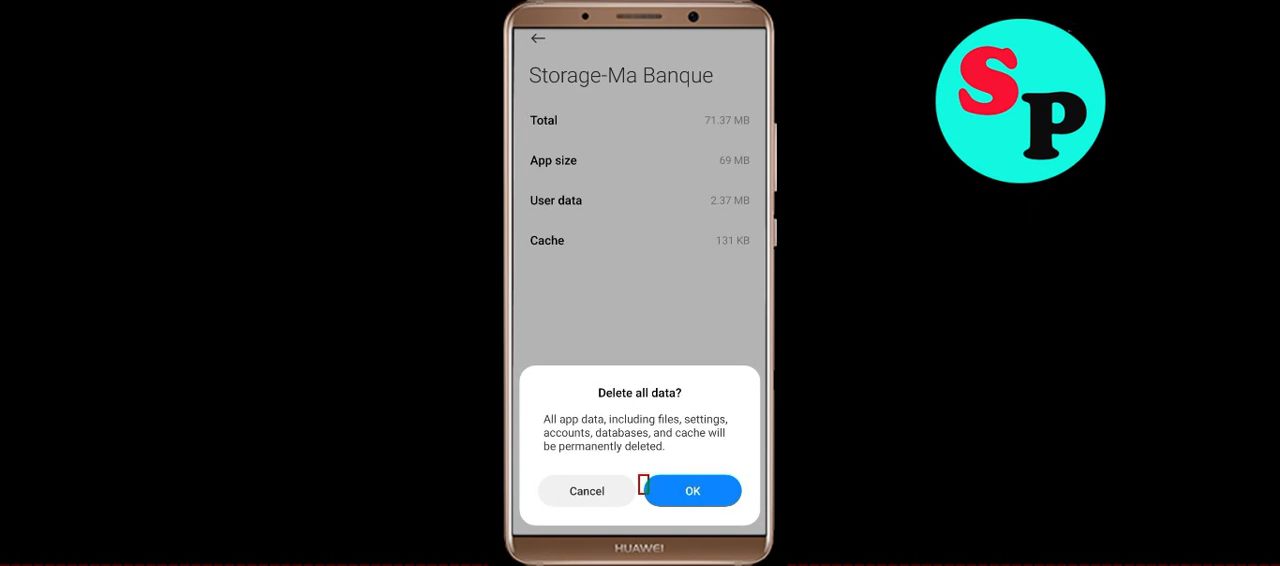 SP
Storage-Ma Banque
Total 71.37 MB
App size 69 MB
User data 2.37 MB
Cache 131 KB
Delete all data?
All app data, including files, settings,
accounts, databases, and cache will
be permanently deleted.
Cancel OK
HUAWEI